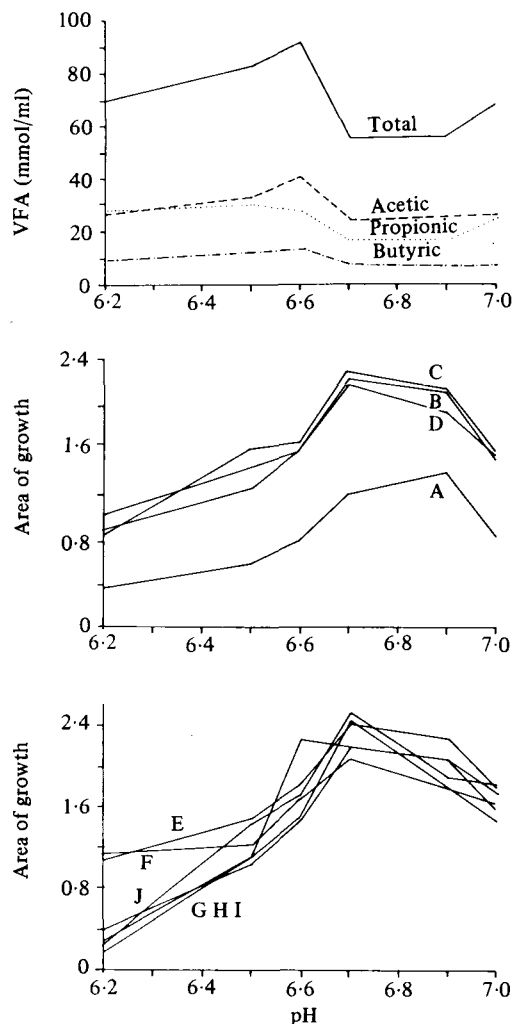 100
80
60
40
20
0
VFA (mmol/ml)
Total
Acetic
Propionic
Butyric
6·2 6·4 6·6 6·8 7·0
2·4
1·6
0·8
0
Area of growth
C
B
D
A
6·2 6·4 6·6 6·8 7·0
2·4
1·6
0·8
0
Area of growth
E
F
J
G H I
6·2 6·4 6·6 6·8 7·0
pH